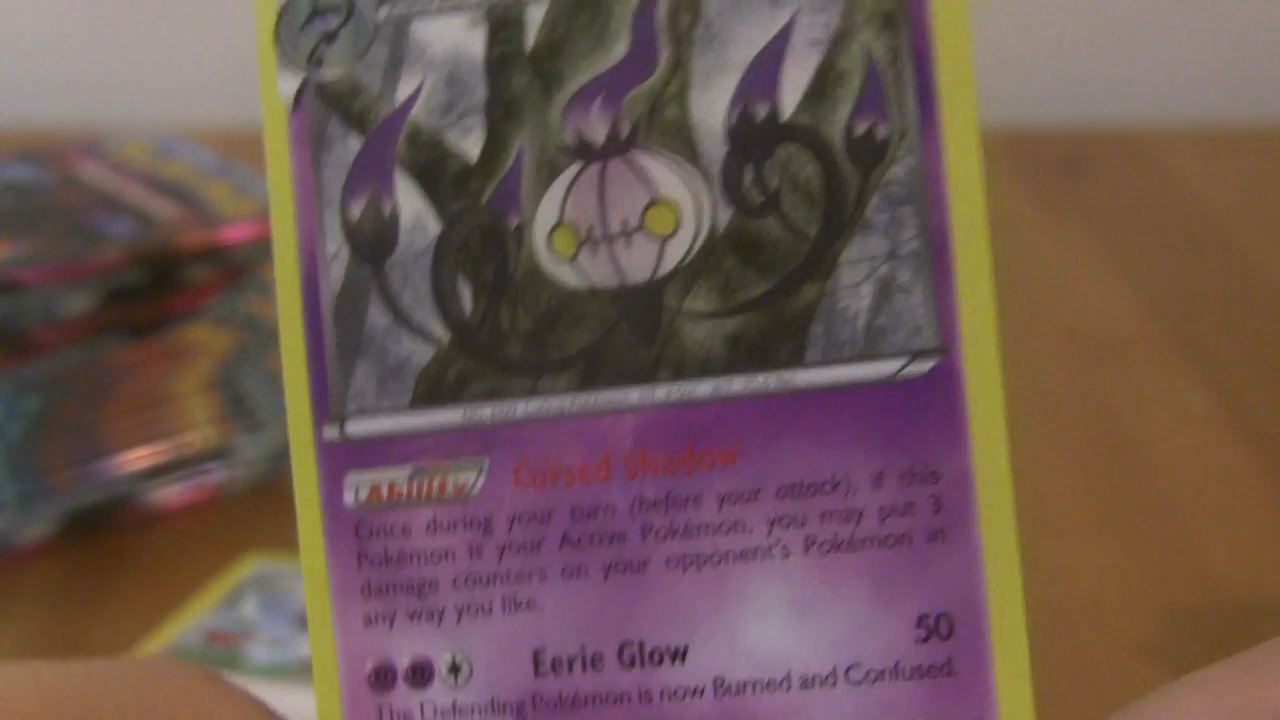 Ability Cursed Shadow
Once during your turn (before your attack), if this
Pokémon is your Active Pokémon, you may put 3
damage counters on your opponent's Pokémon in
any way you like.
Eerie Glow 50
The Defending Pokémon is now Burned and Confused.